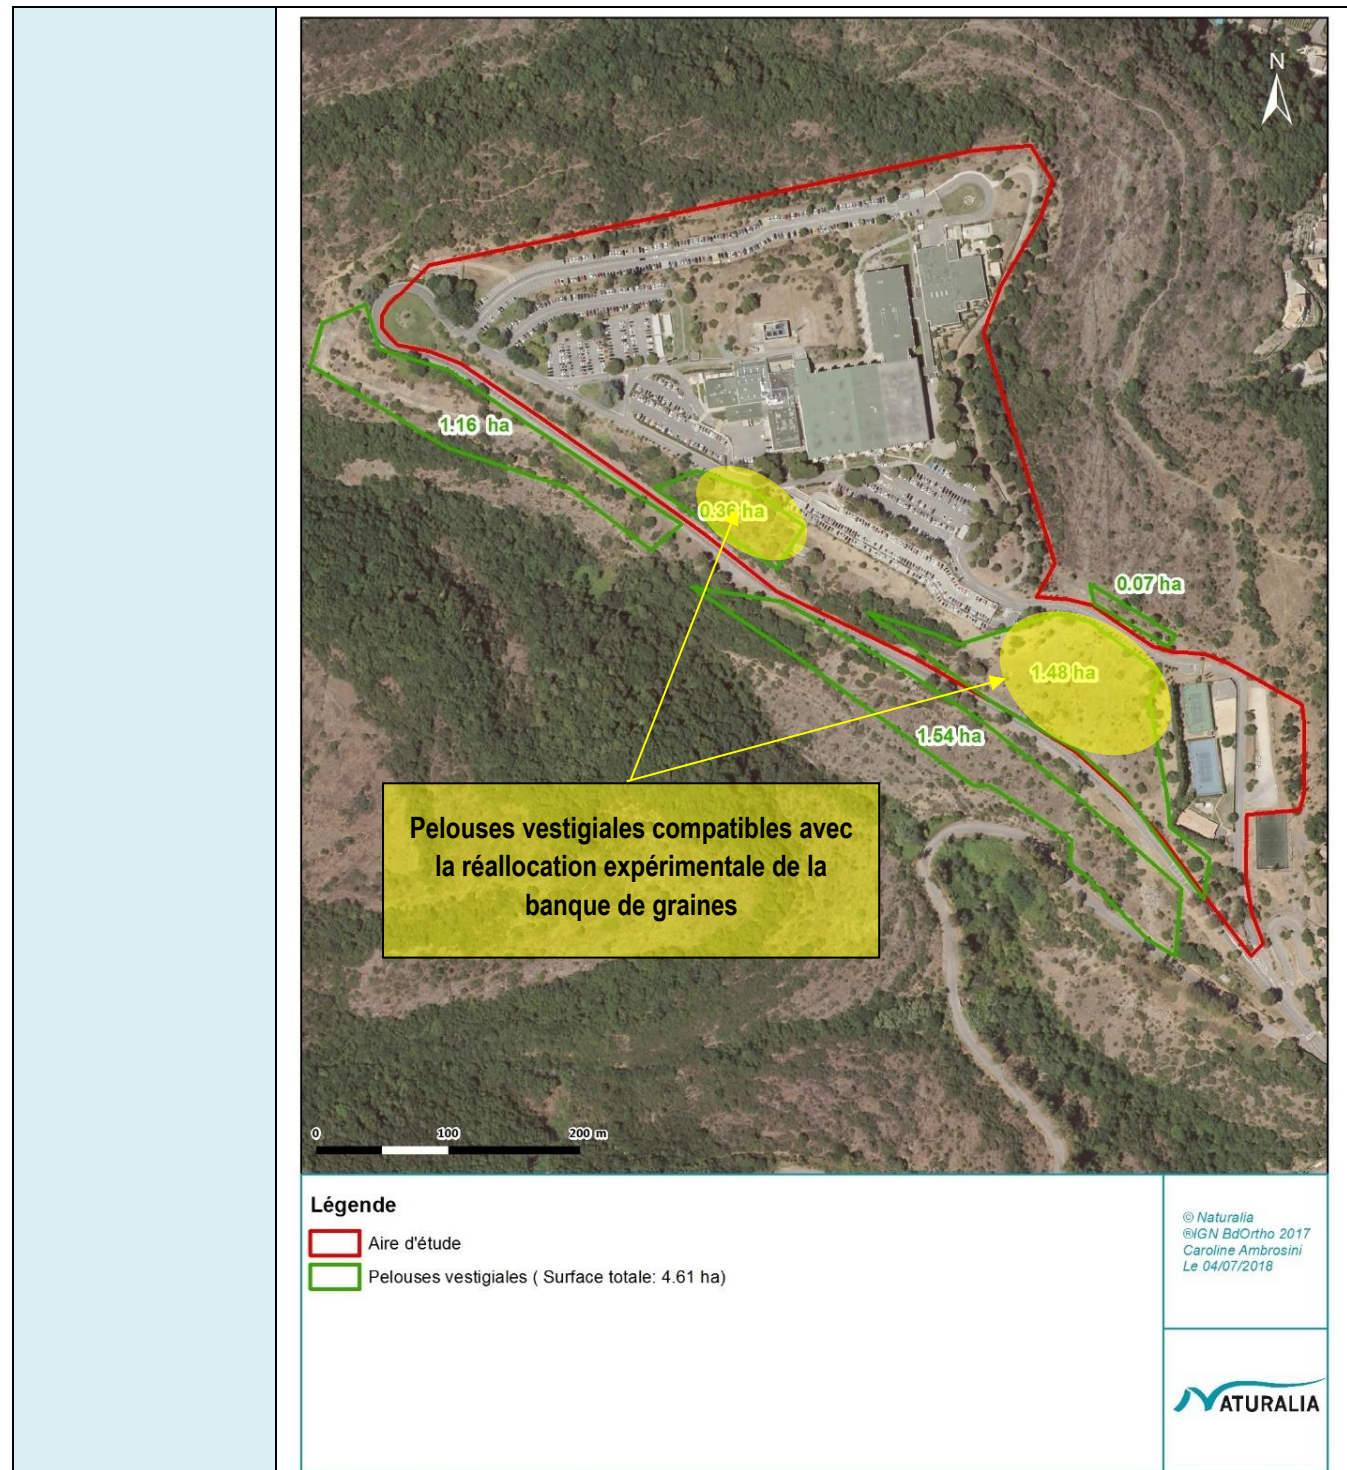 N
1.16 ha
0.36 ha
0.07 ha
1.48 ha
1.54 ha
Pelouses vestigiales compatibles avec
la réallocation expérimentale de la
banque de graines
0 100 200 m
Légende
Aire d'étude
Pelouses vestigiales ( Surface totale: 4.61 ha)
© Naturalia
®IGN BdOrtho 2017
Caroline Ambrosini
Le 04/07/2018
NATURALIA